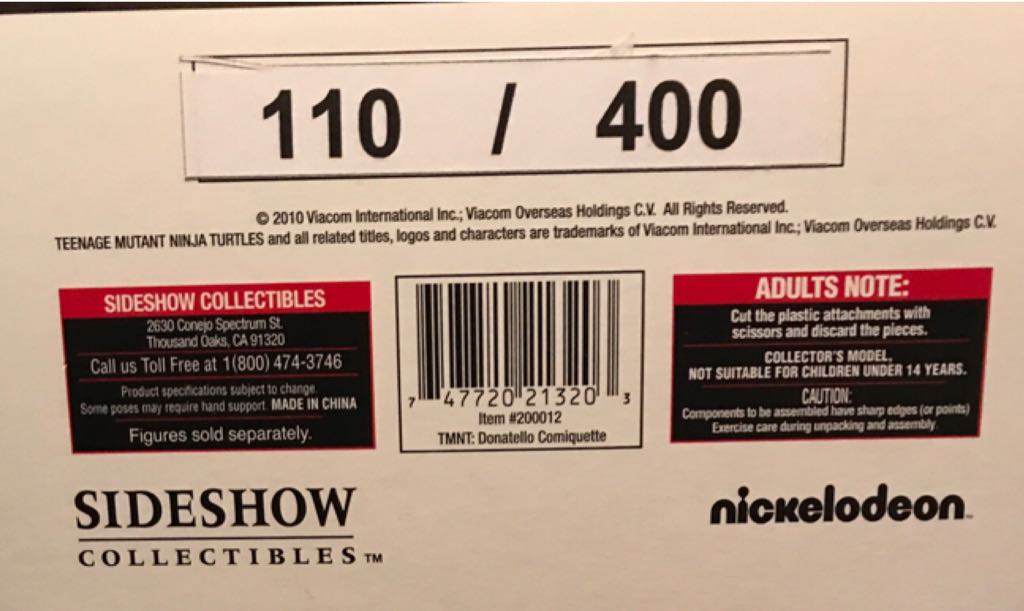 110 / 400
© 2010 Viacom International Inc.; Viacom Overseas Holdings C.V. All Rights Reserved.
TEENAGE MUTANT NINJA TURTLES and all related titles, logos and characters are trademarks of Viacom International Inc.; Viacom Overseas Holdings C.V.
SIDESHOW COLLECTIBLES
2630 Conejo Spectrum St.
Thousand Oaks, CA 91320
Call us Toll Free at 1(800) 474-3746
Product specifications subject to change.
Some poses may require hand support. MADE IN CHINA
Figures sold separately.
7 47720 21320 3
Item #200012
TMNT: Donatello Comiquette
ADULTS NOTE:
Cut the plastic attachments with
scissors and discard the pieces.
COLLECTOR'S MODEL,
NOT SUITABLE FOR CHILDREN UNDER 14 YEARS.
CAUTION:
Components to be assembled have sharp edges (or points)
Exercise care during unpacking and assembly
SIDESHOW
COLLECTIBLES™
nickelodeon™